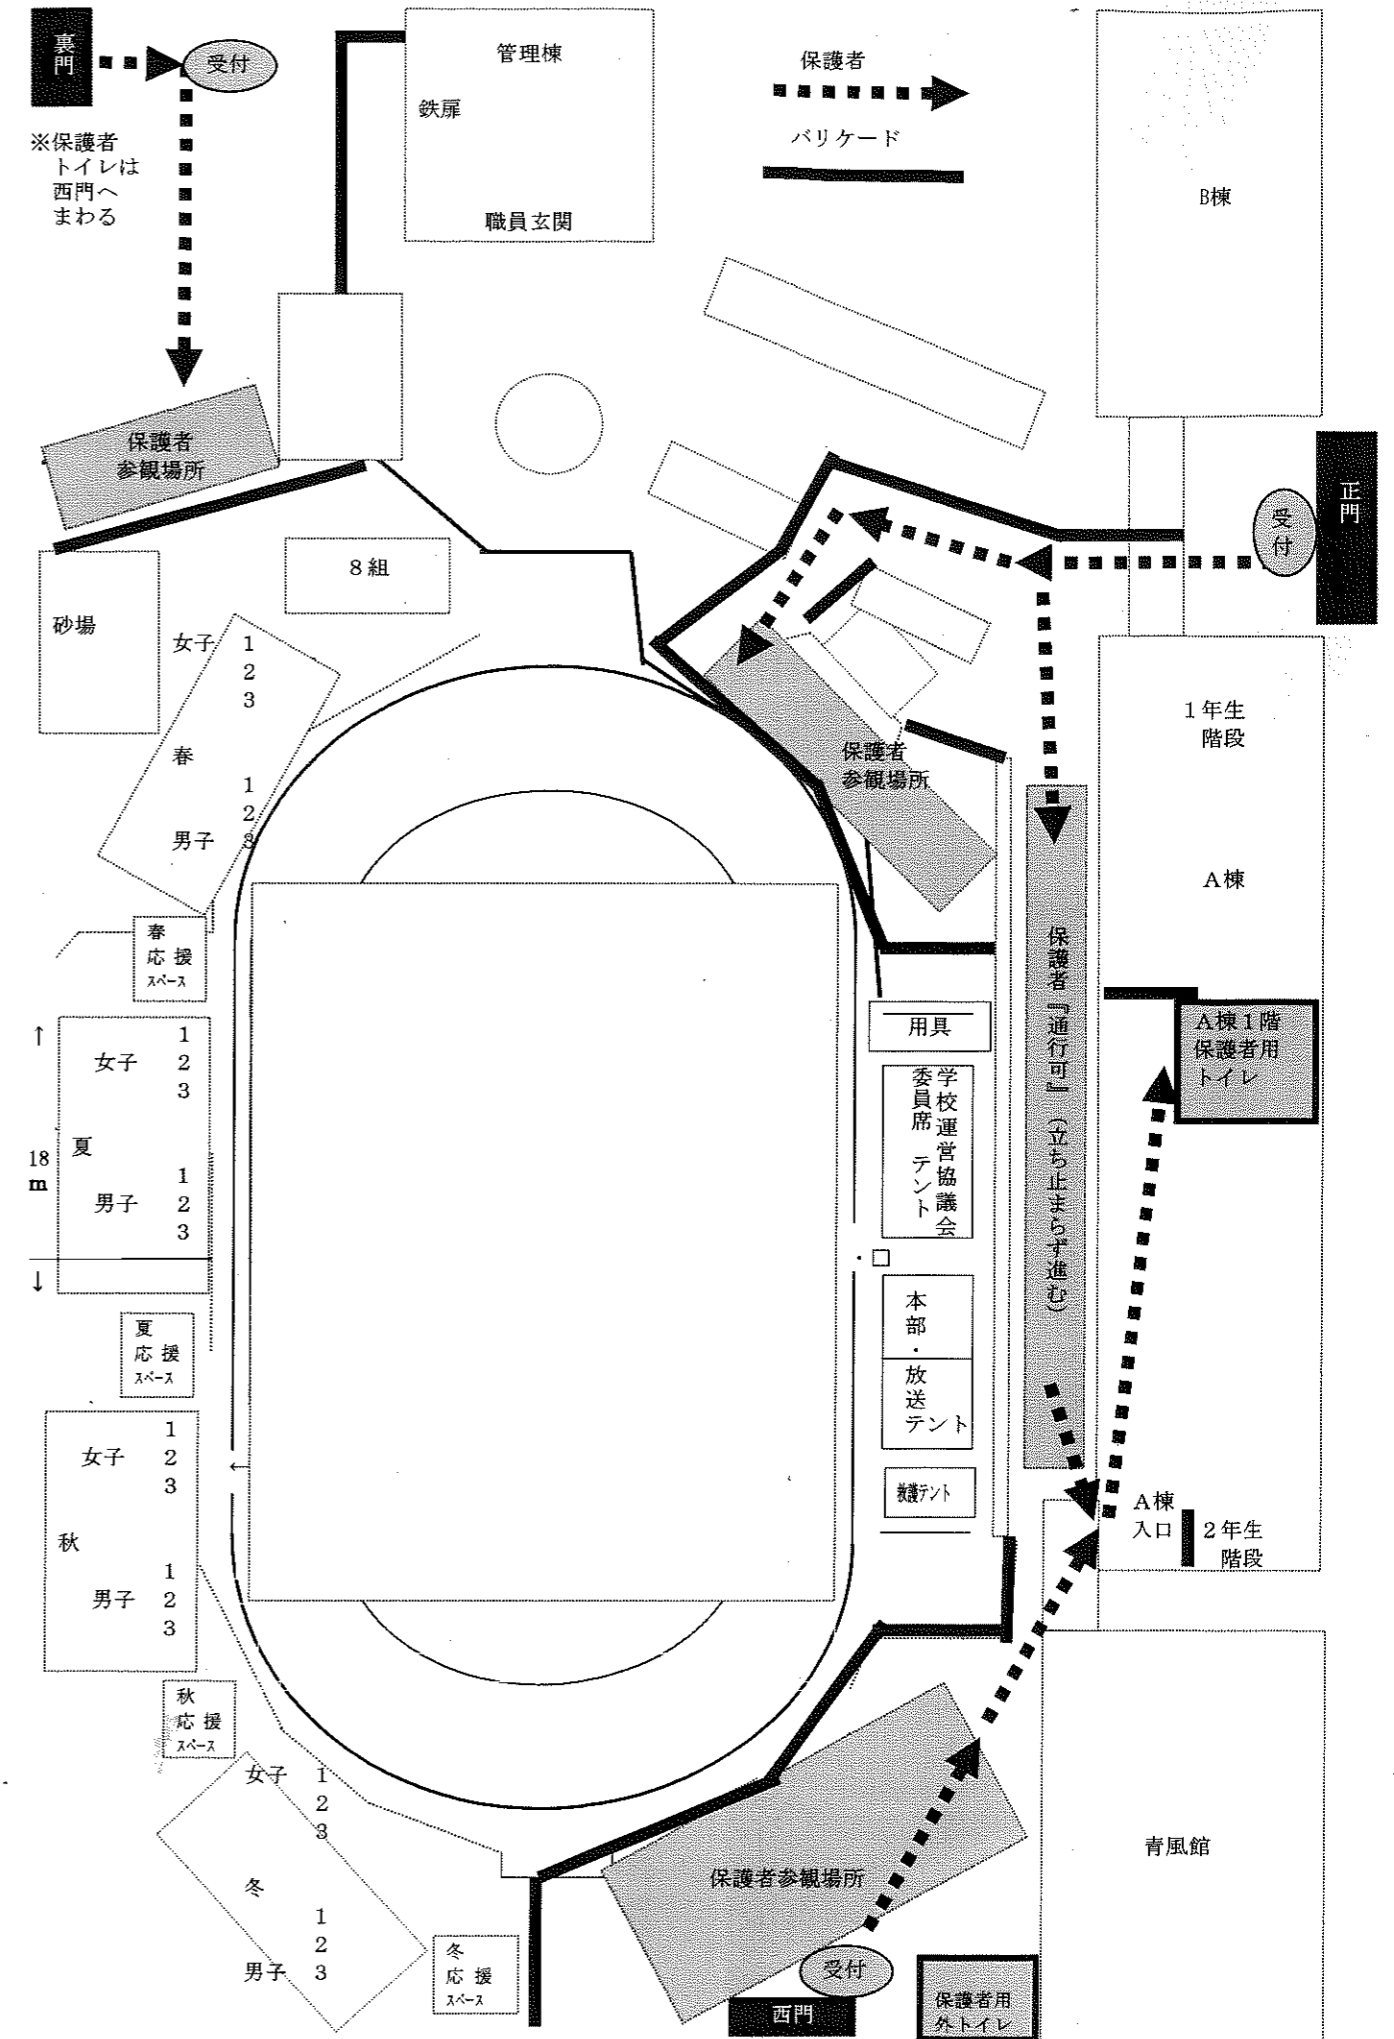 裏門
受付
※保護者
トイレは
西門へ
まわる
管理棟
鉄扉
職員玄関
保護者
バリケード
B棟
保護者
参観場所
正門
受付
8組
砂場
女子 1
2
3
春
1
2
男子 3
1年生
階段
保護者
参観場所
A棟
春
応援
スペース
保護者『通行可』(立ち止まらず進む)
A棟1階
保護者用
トイレ
用具
↑
1
女子 2
3
夏
18
m
1
男子 2
3
↓
学校運営協議会
委員席 テント
本部・
放送
テント
夏
応援
スペース
1
女子 2
3
秋
1
男子 2
3
←
救護テント
A棟
入口
2年生
階段
秋
応援
スペース
女子 1
2
3
冬
1
2
男子 3
冬
応援
スペース
保護者参観場所
青風館
受付
西門
保護者用
外トイレ